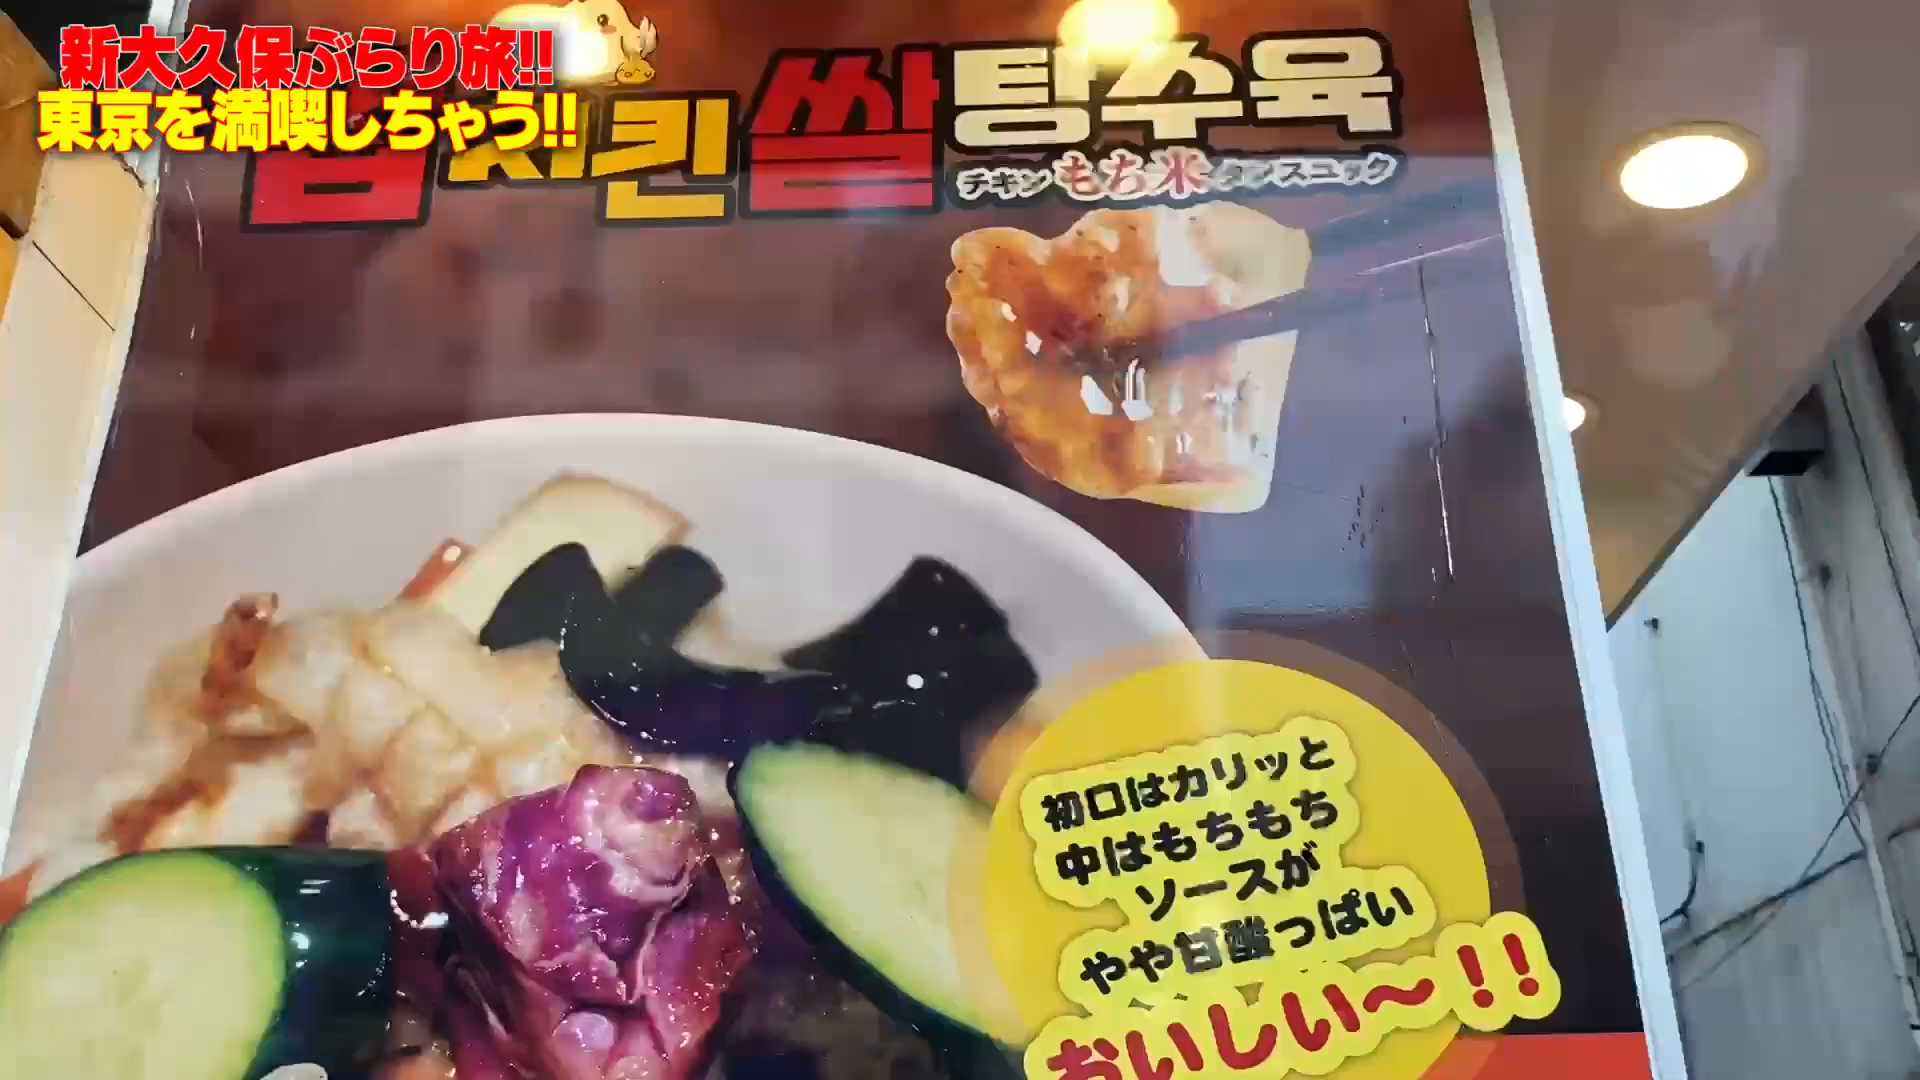 新大久保ぶらり旅!!
東京を満喫しちゃう!!
치킨쌀탕수육
チキンもち米タンスユック
初口はカリッと
中はもちもち
ソースが
やや甘酸っぱい
おいしい〜!!